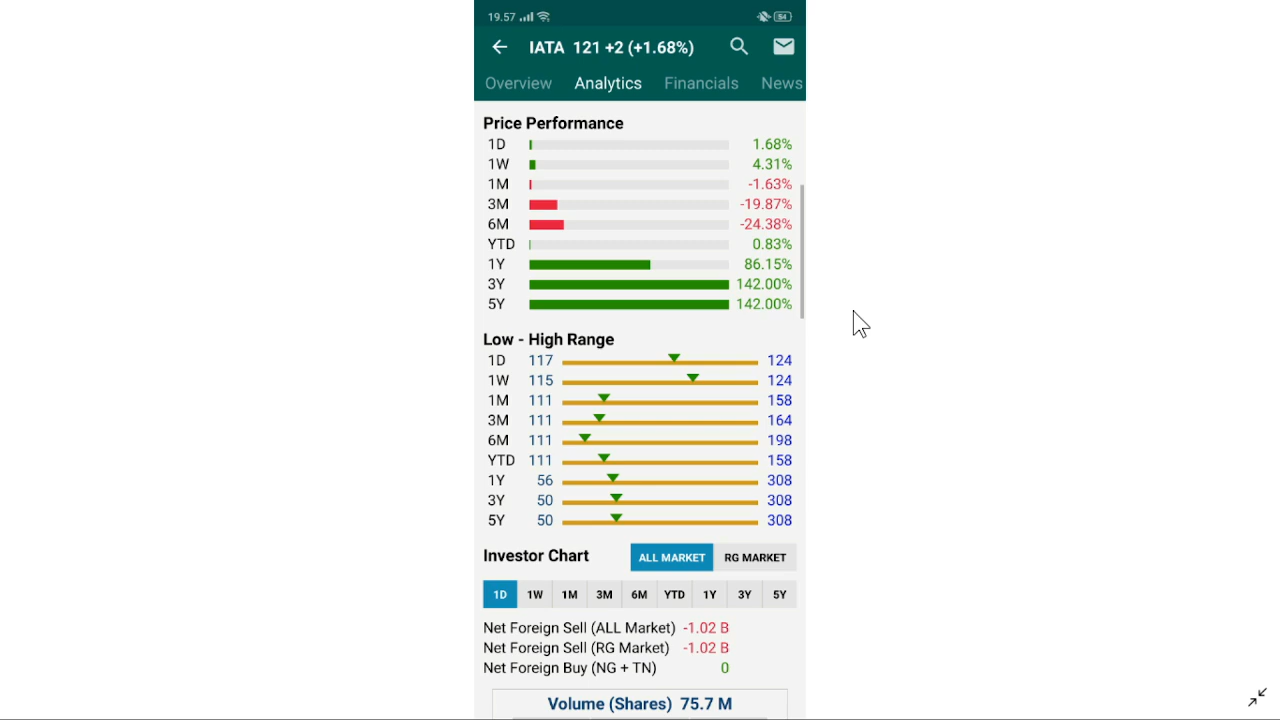 19.57 54
IATA 121 +2 (+1.68%)
Overview Analytics Financials News
Price Performance
1D 1.68%
1W 4.31%
1M -1.63%
3M -19.87%
6M -24.38%
YTD 0.83%
1Y 86.15%
3Y 142.00%
5Y 142.00%
Low - High Range
1D 117 124
1W 115 124
1M 111 158
3M 111 164
6M 111 198
YTD 111 158
1Y 56 308
3Y 50 308
5Y 50 308
Investor Chart ALL MARKET RG MARKET
1D 1W 1M 3M 6M YTD 1Y 3Y 5Y
Net Foreign Sell (ALL Market) -1.02 B
Net Foreign Sell (RG Market) -1.02 B
Net Foreign Buy (NG + TN) 0
Volume (Shares) 75.7 M